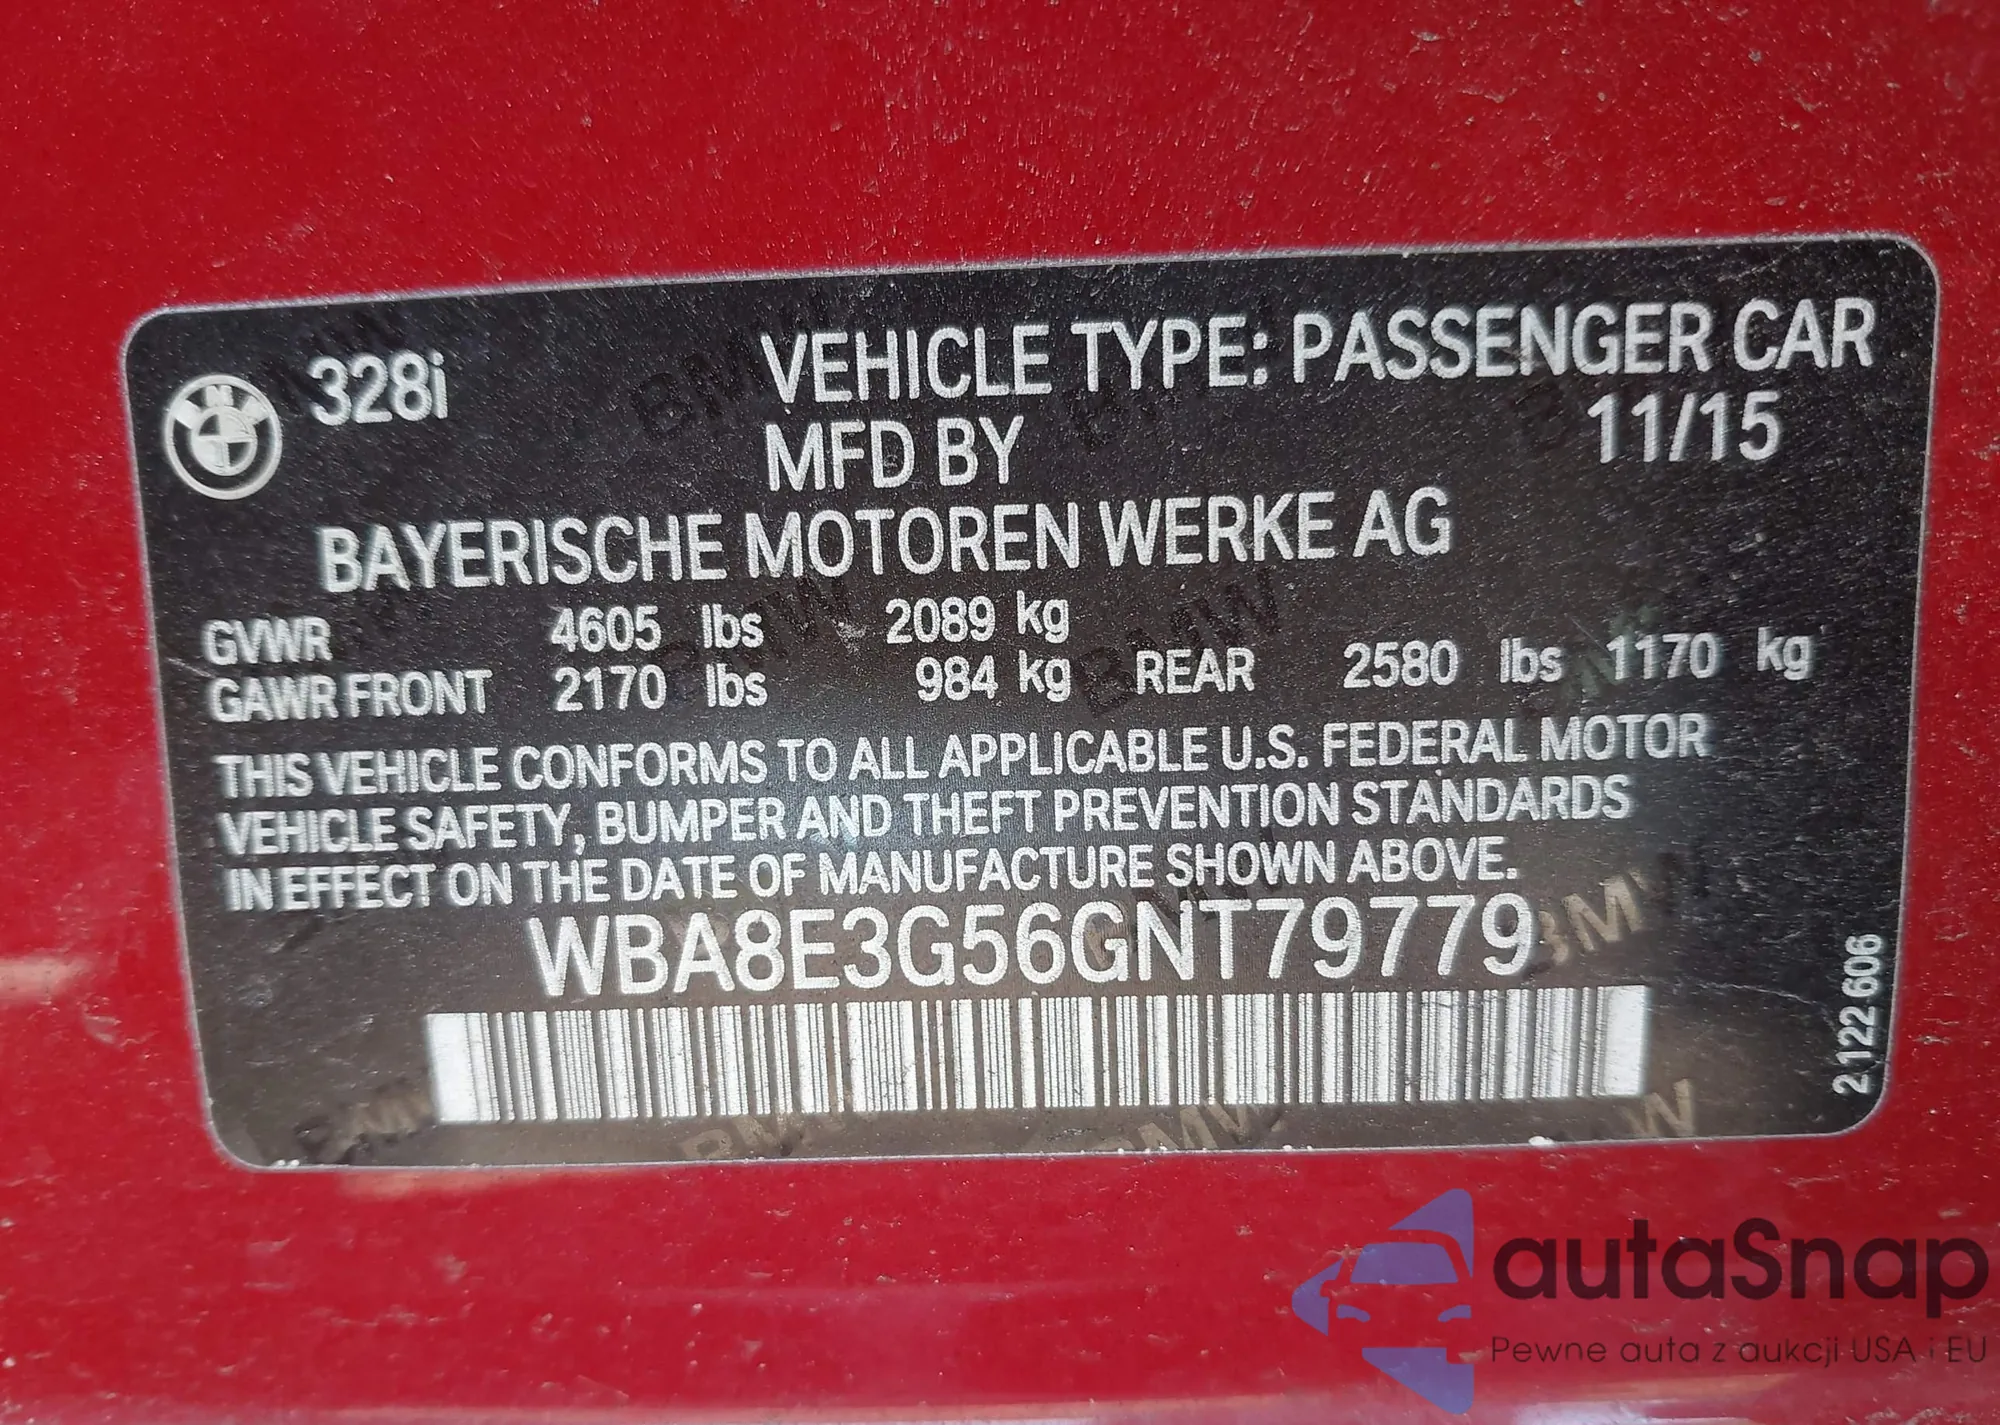 328i
VEHICLE TYPE: PASSENGER CAR
MFD BY 11/15
BAYERISCHE MOTOREN WERKE AG
GVWR 4605 lbs 2089 kg
GAWR FRONT 2170 lbs 984 kg REAR 2580 lbs 1170 kg
THIS VEHICLE CONFORMS TO ALL APPLICABLE U.S. FEDERAL MOTOR
VEHICLE SAFETY, BUMPER AND THEFT PREVENTION STANDARDS
IN EFFECT ON THE DATE OF MANUFACTURE SHOWN ABOVE.
WBA8E3G56GNT79779
2 122 606
autaSnap
Pewne auta z aukcji USA i EU